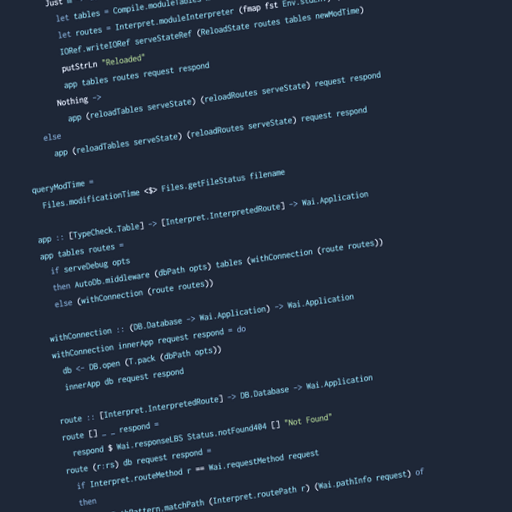 Just
let tables = Compile.moduleTables
let routes = Interpret.moduleInterpreter (fmap fst Env.stdenv)
IORef.writeIORef serveStateRef (ReloadState routes tables newModTime)
putStrLn "Reloaded"
app tables routes request respond
Nothing ->
app (reloadTables serveState) (reloadRoutes serveState) request respond
else
app (reloadTables serveState) (reloadRoutes serveState) request respond
queryModTime =
Files.modificationTime <$> Files.getFileStatus filename
app :: [TypeCheck.Table] -> [Interpret.InterpretedRoute] -> Wai.Application
app tables routes =
if serveDebug opts
then AutoDb.middleware (dbPath opts) tables (withConnection (route routes))
else (withConnection (route routes))
withConnection :: (DB.Database -> Wai.Application) -> Wai.Application
withConnection innerApp request respond = do
db <- DB.open (T.pack (dbPath opts))
innerApp db request respond
route :: [Interpret.InterpretedRoute] -> DB.Database -> Wai.Application
route [] _ _ respond =
respond $ Wai.responseLBS Status.notFound404 [] "Not Found"
route (r:rs) db request respond =
if Interpret.routeMethod r == Wai.requestMethod request
then
Pattern.matchPath (Interpret.routePath r) (Wai.pathInfo request) of